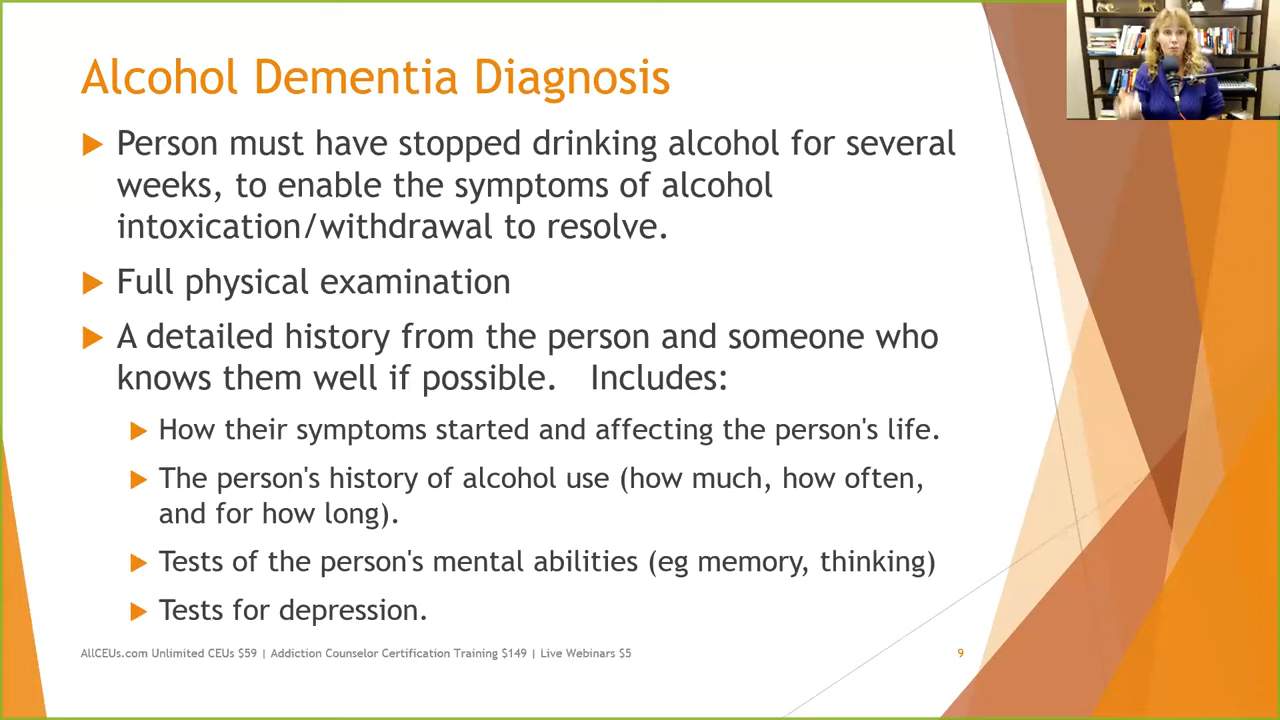 Alcohol Dementia Diagnosis
Person must have stopped drinking alcohol for several
weeks, to enable the symptoms of alcohol
intoxication/withdrawal to resolve.
Full physical examination
A detailed history from the person and someone who
knows them well if possible. Includes:
How their symptoms started and affecting the person's life.
The person's history of alcohol use (how much, how often,
and for how long).
Tests of the person's mental abilities (eg memory, thinking)
Tests for depression.
AllCEUs.com Unlimited CEUs $59 | Addiction Counselor Certification Training $149 | Live Webinars $5
9